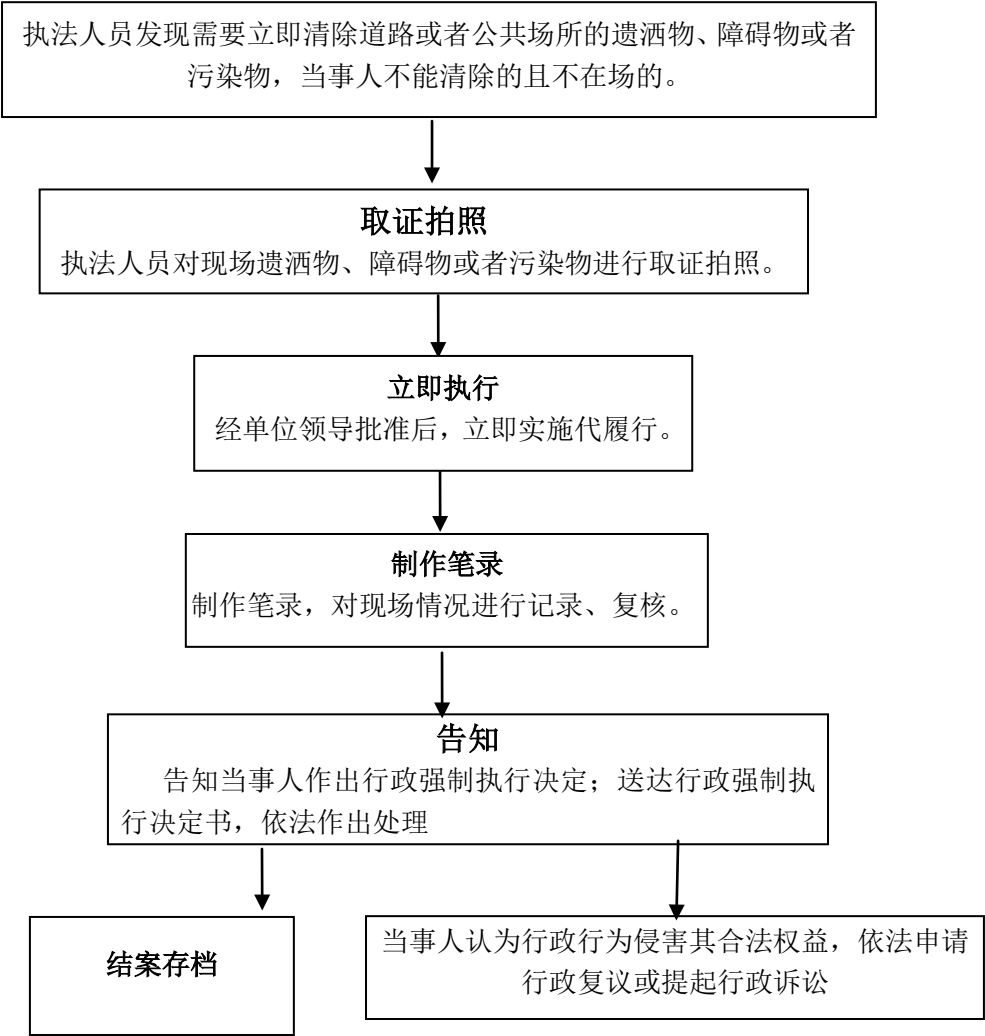 执法人员发现需要立即清除道路或者公共场所的遗洒物、障碍物或者
污染物，当事人不能清除的且不在场的。
取证拍照
执法人员对现场遗洒物、障碍物或者污染物进行取证拍照。
立即执行
经单位领导批准后，立即实施代履行。
制作笔录
制作笔录，对现场情况进行记录、复核。
告知
告知当事人作出行政强制执行决定；送达行政强制执
行决定书，依法作出处理
结案存档
当事人认为行政行为侵害其合法权益，依法申请
行政复议或提起行政诉讼